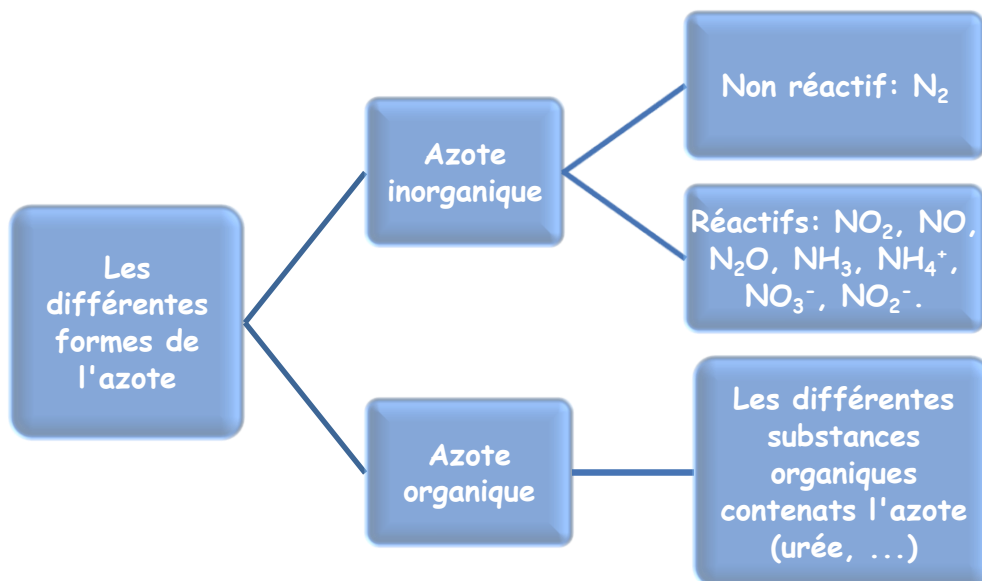 Les
différentes
formes de
l'azote
Azote
inorganique
Non réactif: N₂
Réactifs: NO₂, NO,
N₂O, NH₃, NH₄⁺,
NO₃⁻, NO₂⁻.
Azote
organique
Les différentes
substances
organiques
contenats l'azote
(urée, ...)